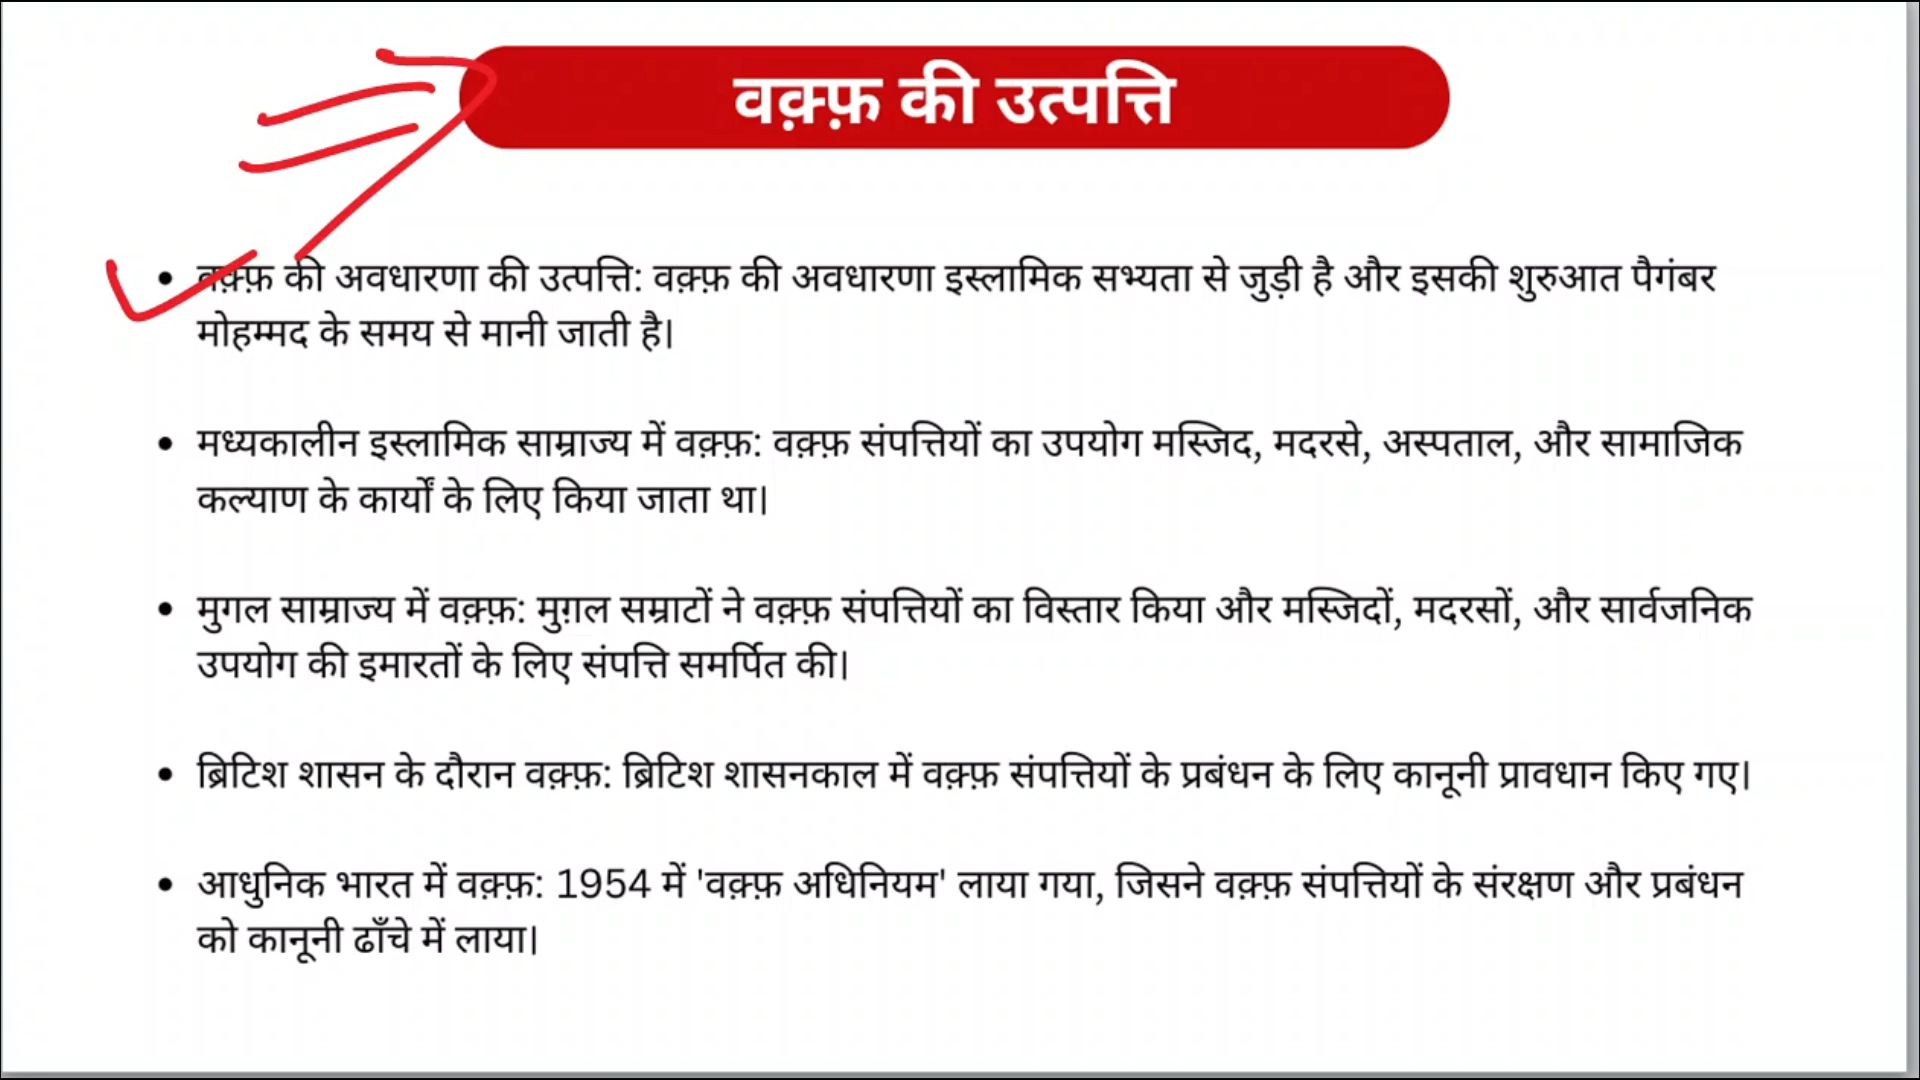 वक़्फ़ की उत्पत्ति
• वक़्फ़ की अवधारणा की उत्पत्ति: वक़्फ़ की अवधारणा इस्लामिक सभ्यता से जुड़ी है और इसकी शुरुआत पैगंबर
मोहम्मद के समय से मानी जाती है।
• मध्यकालीन इस्लामिक साम्राज्य में वक़्फ़: वक़्फ़ संपत्तियों का उपयोग मस्जिद, मदरसे, अस्पताल, और सामाजिक
कल्याण के कार्यों के लिए किया जाता था।
• मुगल साम्राज्य में वक़्फ़: मुग़ल सम्राटों ने वक़्फ़ संपत्तियों का विस्तार किया और मस्जिदों, मदरसों, और सार्वजनिक
उपयोग की इमारतों के लिए संपत्ति समर्पित की।
• ब्रिटिश शासन के दौरान वक़्फ़: ब्रिटिश शासनकाल में वक़्फ़ संपत्तियों के प्रबंधन के लिए कानूनी प्रावधान किए गए।
• आधुनिक भारत में वक़्फ़: 1954 में 'वक़्फ़ अधिनियम' लाया गया, जिसने वक़्फ़ संपत्तियों के संरक्षण और प्रबंधन
को कानूनी ढाँचे में लाया।